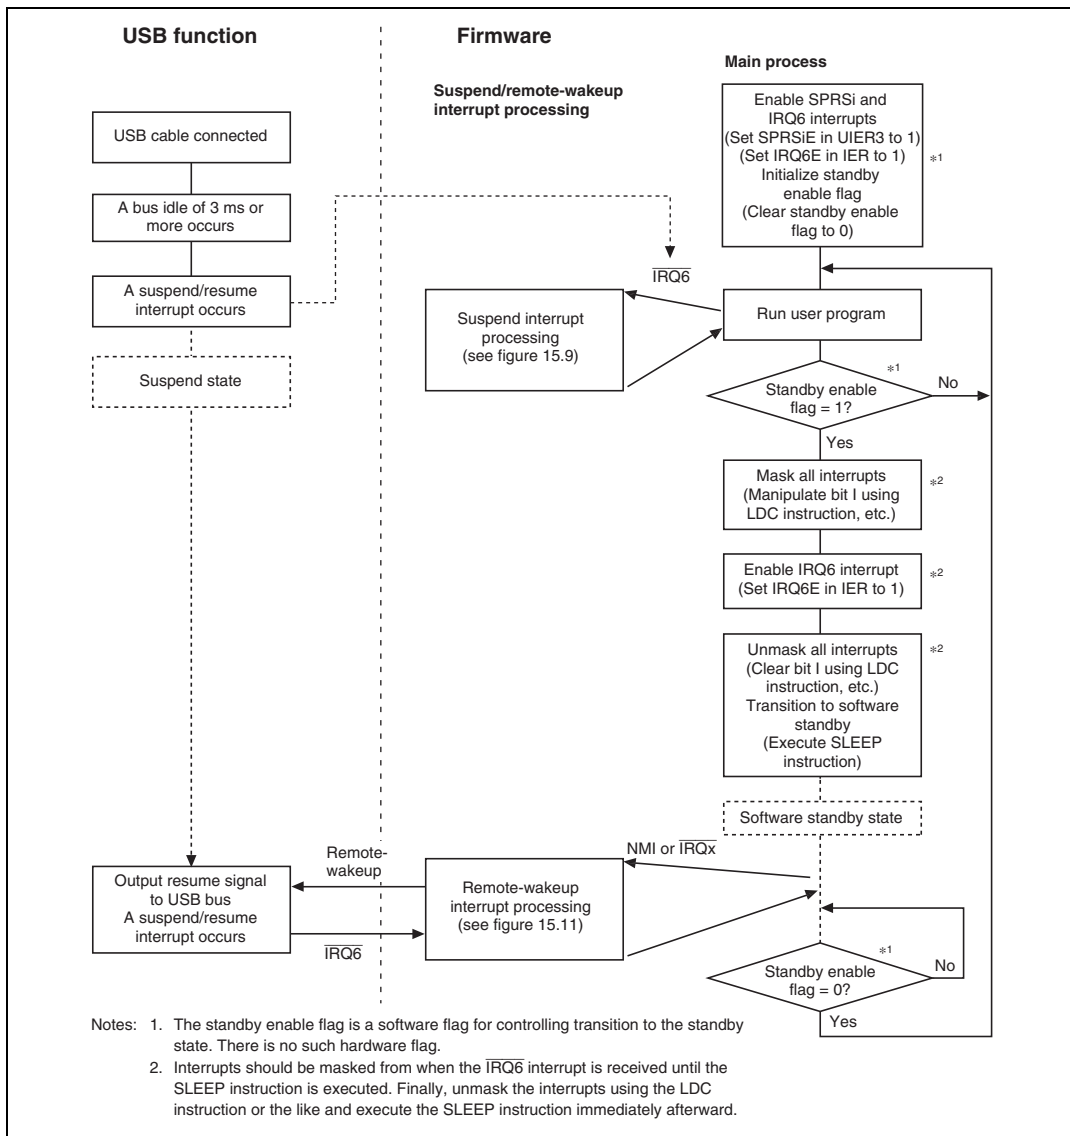 USB function
Firmware
Main process
Suspend/remote-wakeup
interrupt processing
USB cable connected
A bus idle of 3 ms or
more occurs
A suspend/resume
interrupt occurs
Suspend state
Enable SPRSi and
IRQ6 interrupts
(Set SPRSiE in UIER3 to 1)
(Set IRQ6E in IER to 1)
Initialize standby
enable flag
(Clear standby enable
flag to 0)
*1
IRQ6
Suspend interrupt
processing
(see figure 15.9)
Run user program
*1
Standby enable
flag = 1?
No
Yes
Mask all interrupts
(Manipulate bit I using
LDC instruction, etc.)
*2
Enable IRQ6 interrupt
(Set IRQ6E in IER to 1)
*2
Unmask all interrupts
(Clear bit I using LDC
instruction, etc.)
Transition to software
standby
(Execute SLEEP
instruction)
*2
Software standby state
NMI or IRQx
Remote-
wakeup
Output resume signal
to USB bus
A suspend/resume
interrupt occurs
IRQ6
Remote-wakeup
interrupt processing
(see figure 15.11)
*1
Standby enable
flag = 0?
No
Yes
Notes: 1. The standby enable flag is a software flag for controlling transition to the standby
state. There is no such hardware flag.
2. Interrupts should be masked from when the IRQ6 interrupt is received until the
SLEEP instruction is executed. Finally, unmask the interrupts using the LDC
instruction or the like and execute the SLEEP instruction immediately afterward.